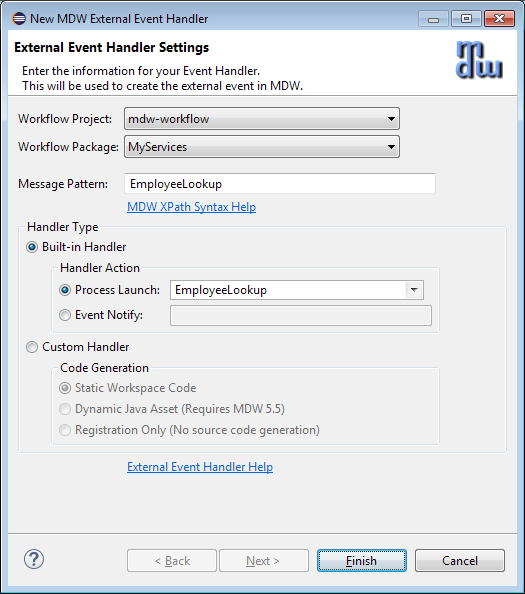 New MDW External Event Handler
External Event Handler Settings
Enter the information for your Event Handler.
This will be used to create the external event in MDW.
mdw
Workflow Project: mdw-workflow
Workflow Package: MyServices
Message Pattern: EmployeeLookup
MDW XPath Syntax Help
Handler Type
Built-in Handler
Handler Action
Process Launch: EmployeeLookup
Event Notify:
Custom Handler
Code Generation
Static Workspace Code
Dynamic Java Asset (Requires MDW 5.5)
Registration Only (No source code generation)
External Event Handler Help
? < Back Next > Finish Cancel